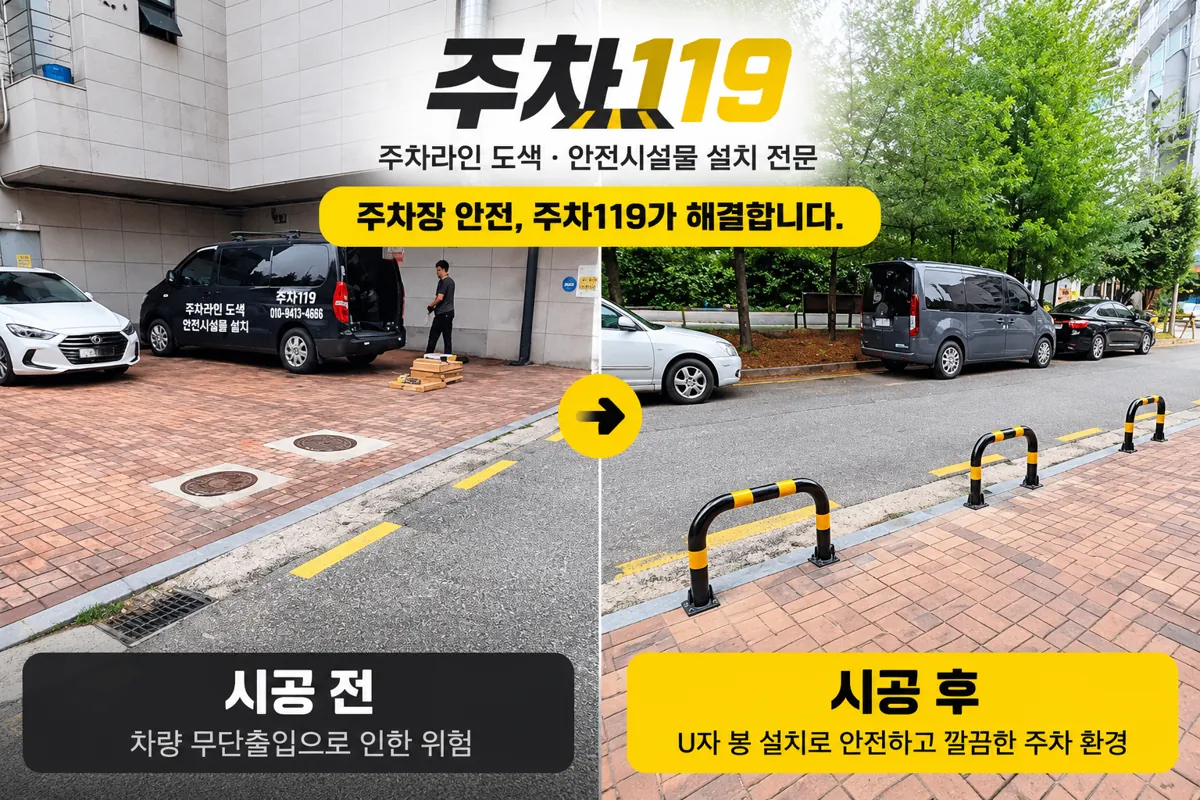 주차119
주차라인 도색 · 안전시설물 설치 전문
주차장 안전, 주차119가 해결합니다.
주차라인 도색
안전시설물 설치
주차119
010-9413-4666
시공 전
차량 무단출입으로 인한 위험
시공 후
U자 봉 설치로 안전하고 깔끔한 주차 환경